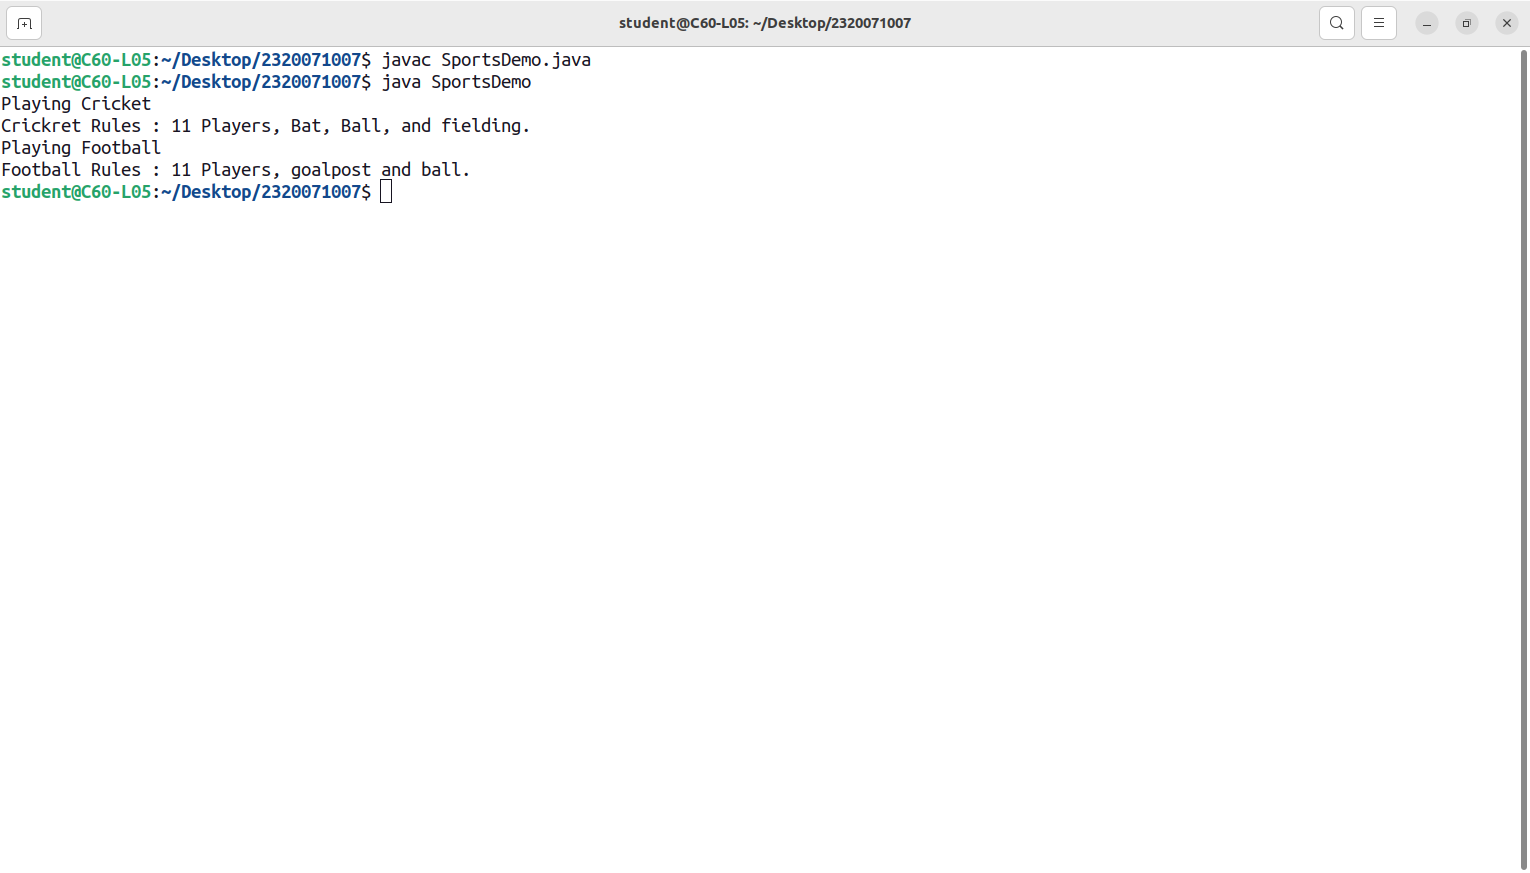 student@C60-L05: ~/Desktop/2320071007
student@C60-L05:~/Desktop/2320071007$ javac SportsDemo.java
student@C60-L05:~/Desktop/2320071007$ java SportsDemo
Playing Cricket
Crickret Rules : 11 Players, Bat, Ball, and fielding.
Playing Football
Football Rules : 11 Players, goalpost and ball.
student@C60-L05:~/Desktop/2320071007$